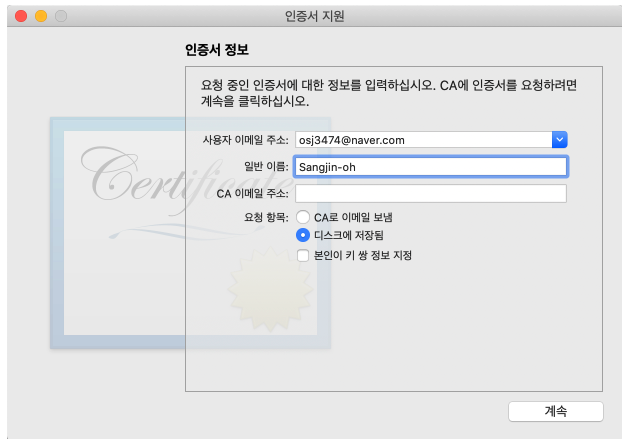 인증서 지원
인증서 정보
요청 중인 인증서에 대한 정보를 입력하십시오. CA에 인증서를 요청하려면
계속을 클릭하십시오.
Certificate
사용자 이메일 주소: osj3474@naver.com
일반 이름: Sangjin-oh
CA 이메일 주소:
요청 항목: CA로 이메일 보냄
디스크에 저장됨
본인이 키 쌍 정보 지정
계속